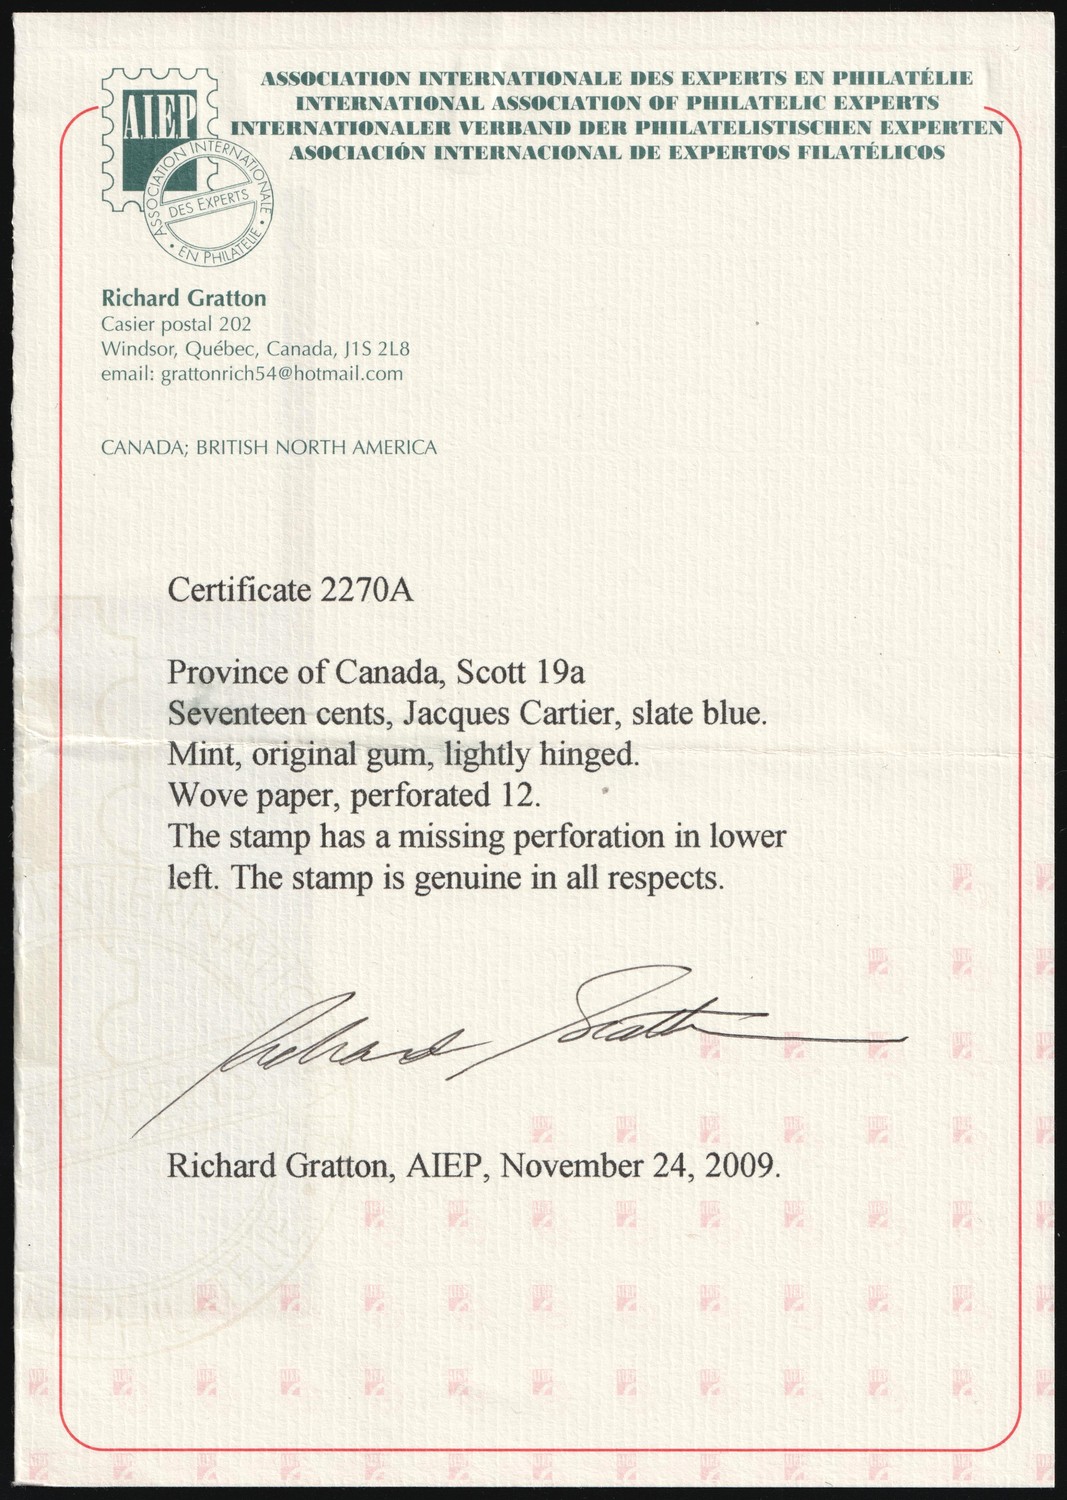 AIEP
ASSOCIATION INTERNATIONALE
DES EXPERTS
• EN PHILATELIE •
ASSOCIATION INTERNATIONALE DES EXPERTS EN PHILATÉLIE
INTERNATIONAL ASSOCIATION OF PHILATELIC EXPERTS
INTERNATIONALER VERBAND DER PHILATELISTISCHEN EXPERTEN
ASOCIACIÓN INTERNACIONAL DE EXPERTOS FILATÉLICOS
Richard Gratton
Casier postal 202
Windsor, Québec, Canada, J1S 2L8
email: grattonrich54@hotmail.com
CANADA; BRITISH NORTH AMERICA
Certificate 2270A
Province of Canada, Scott 19a
Seventeen cents, Jacques Cartier, slate blue.
Mint, original gum, lightly hinged.
Wove paper, perforated 12.
The stamp has a missing perforation in lower
left. The stamp is genuine in all respects.
Richard Gratton
Richard Gratton, AIEP, November 24, 2009.